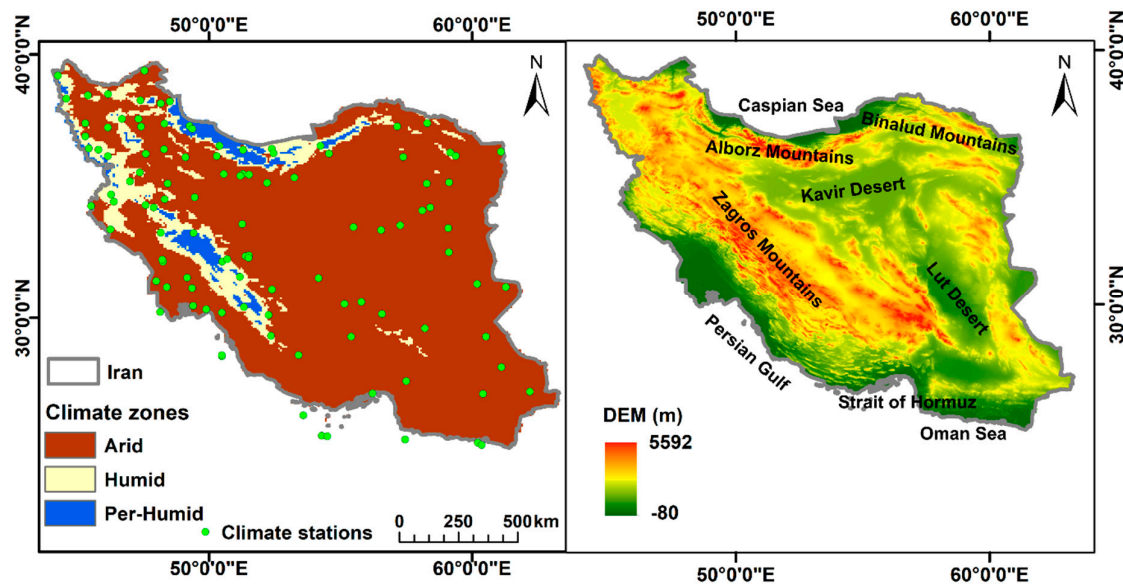 50°0'0"E
60°0'0"E
50°0'0"E
60°0'0"E
40°0'0"N
30°0'0"N
N
Iran
Climate zones
Arid
Humid
Per-Humid
Climate stations
0 250 500 km
50°0'0"E
60°0'0"E
N
Caspian Sea
Binalud Mountains
Alborz Mountains
Kavir Desert
Zagros Mountains
Lut Desert
Persian Gulf
Strait of Hormuz
Oman Sea
DEM (m)
5592
-80
40°0'0"N
30°0'0"N
50°0'0"E
60°0'0"E